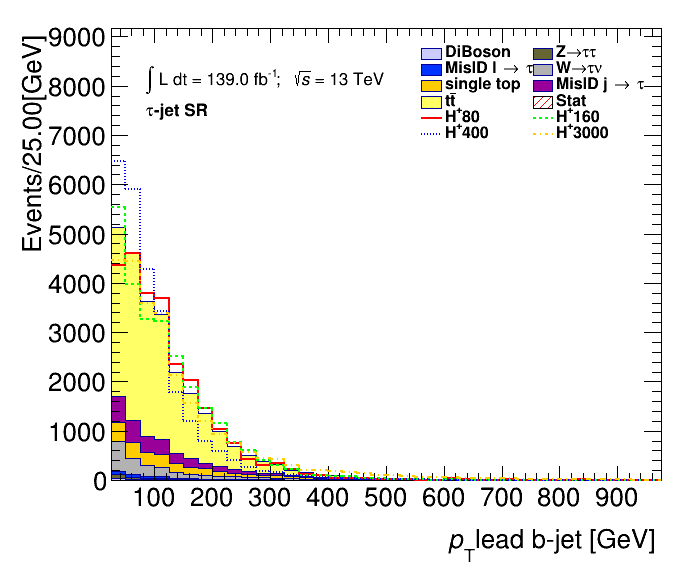 Events/25.00[GeV]
9000
8000
7000
6000
5000
4000
3000
2000
1000
0
∫ L dt = 139.0 fb⁻¹; √s = 13 TeV
τ-jet SR
DiBoson Z→ττ
MisID l → τ W→τν
single top MisID j → τ
tt̄ Stat
H⁺80 H⁺160
H⁺400 H⁺3000
100 200 300 400 500 600 700 800 900
p_T lead b-jet [GeV]